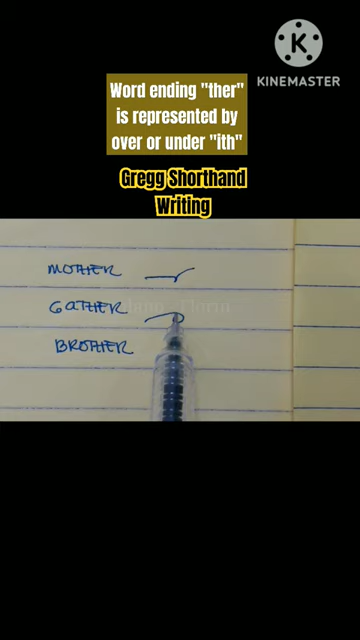 KINEMASTER
Word ending "ther"
is represented by
over or under "ith"
Gregg Shorthand
Writing
MOTHER
GATHER
BROTHER